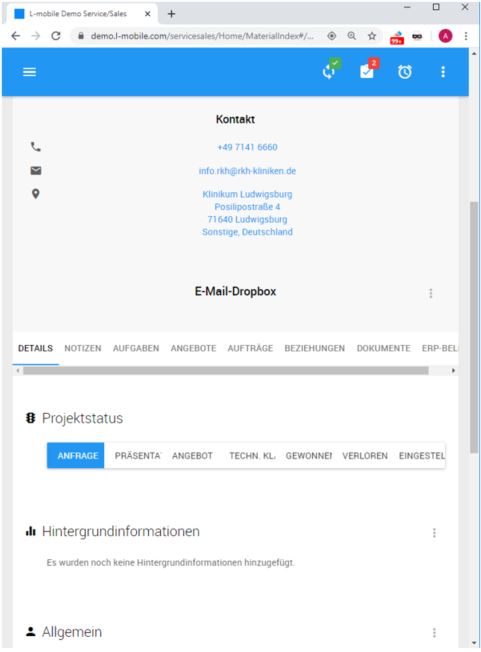 L-mobile Demo Service/Sales
demo.l-mobile.com/servicesales/Home/MaterialIndex#/...
99+
A
2
Kontakt
+49 7141 6660
info.rkh@rkh-kliniken.de
Klinikum Ludwigsburg
Posilipostraße 4
71640 Ludwigsburg
Sonstige, Deutschland
E-Mail-Dropbox
DETAILS NOTIZEN AUFGABEN ANGEBOTE AUFTRÄGE BEZIEHUNGEN DOKUMENTE ERP-BEL
Projektstatus
ANFRAGE PRÄSENTA ANGEBOT TECHN. KL. GEWONNEN VERLOREN EINGESTEL
Hintergrundinformationen
Es wurden noch keine Hintergrundinformationen hinzugefügt.
Allgemein